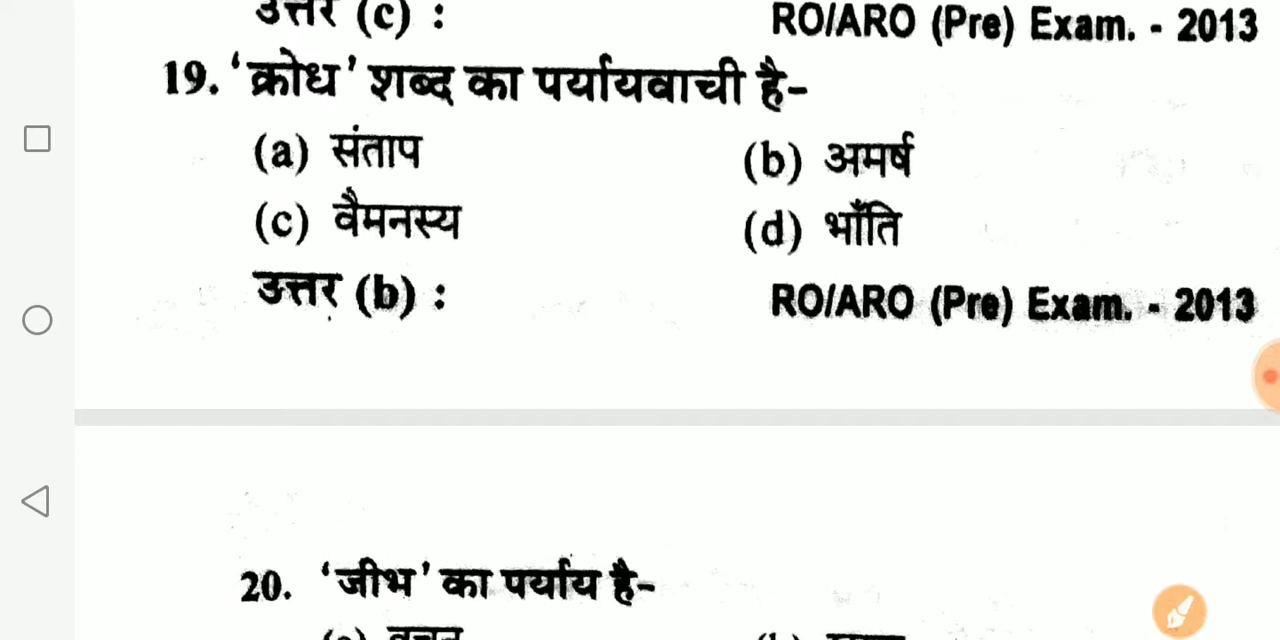 उत्तर (c) : RO/ARO (Pre) Exam. - 2013
19. 'क्रोध' शब्द का पर्यायवाची है-
(a) संताप (b) अमर्ष
(c) वैमनस्य (d) भाँति
उत्तर (b) : RO/ARO (Pre) Exam. - 2013
20. 'जीभ' का पर्याय है-
(a) वचन (b)